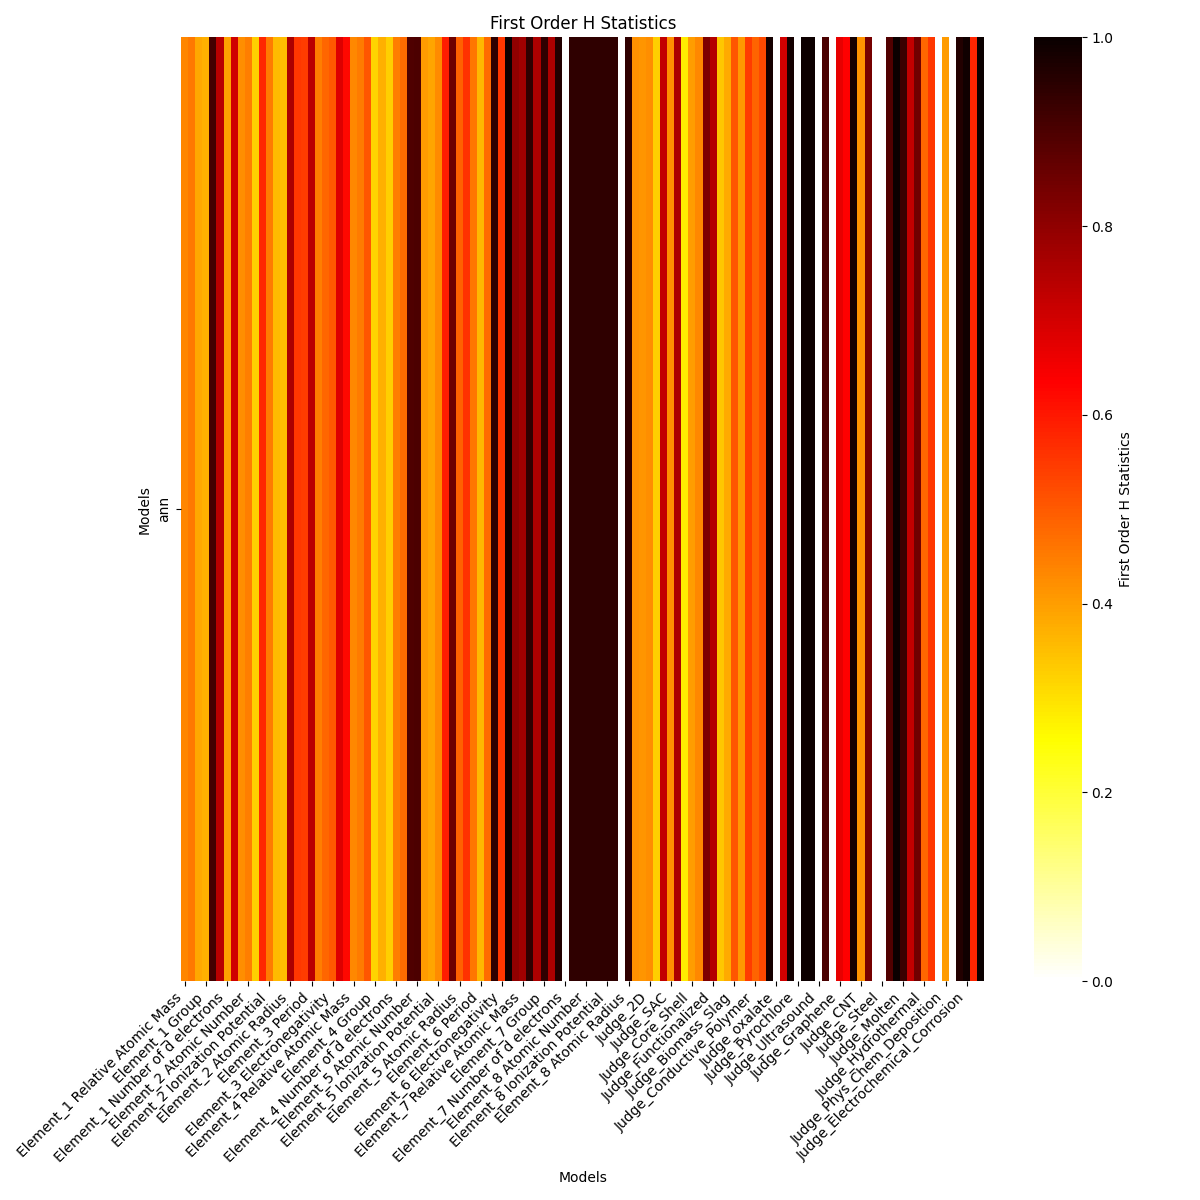 First Order H Statistics
Models
ann
1.0
0.8
0.6
0.4
0.2
0.0
First Order H Statistics
Element_1 Relative Atomic Mass
Element_1 Group
Element_1 Number of d electrons
Element_2 Atomic Number
Element_2 Ionization Potential
Element_2 Atomic Radius
Element_3 Period
Element_3 Electronegativity
Element_4 Relative Atomic Mass
Element_4 Group
Element_4 Number of d electrons
Element_5 Atomic Number
Element_5 Ionization Potential
Element_5 Atomic Radius
Element_6 Period
Element_6 Electronegativity
Element_7 Relative Atomic Mass
Element_7 Group
Element_7 Number of d electrons
Element_8 Atomic Number
Element_8 Ionization Potential
Element_8 Atomic Radius
Judge_2D
Judge_SAC
Judge_Core_Shell
Judge_Functionalized
Judge_Biomass_Slag
Judge_Conductive_Polymer
Judge_oxalate
Judge_Pyrochlore
Judge_Ultrasound
Judge_Graphene
Judge_CNT
Judge_Steel
Judge_Molten
Judge_Hydrothermal
Judge_Phys_Chem_Deposition
Judge_Electrochemical_Corrosion
Models